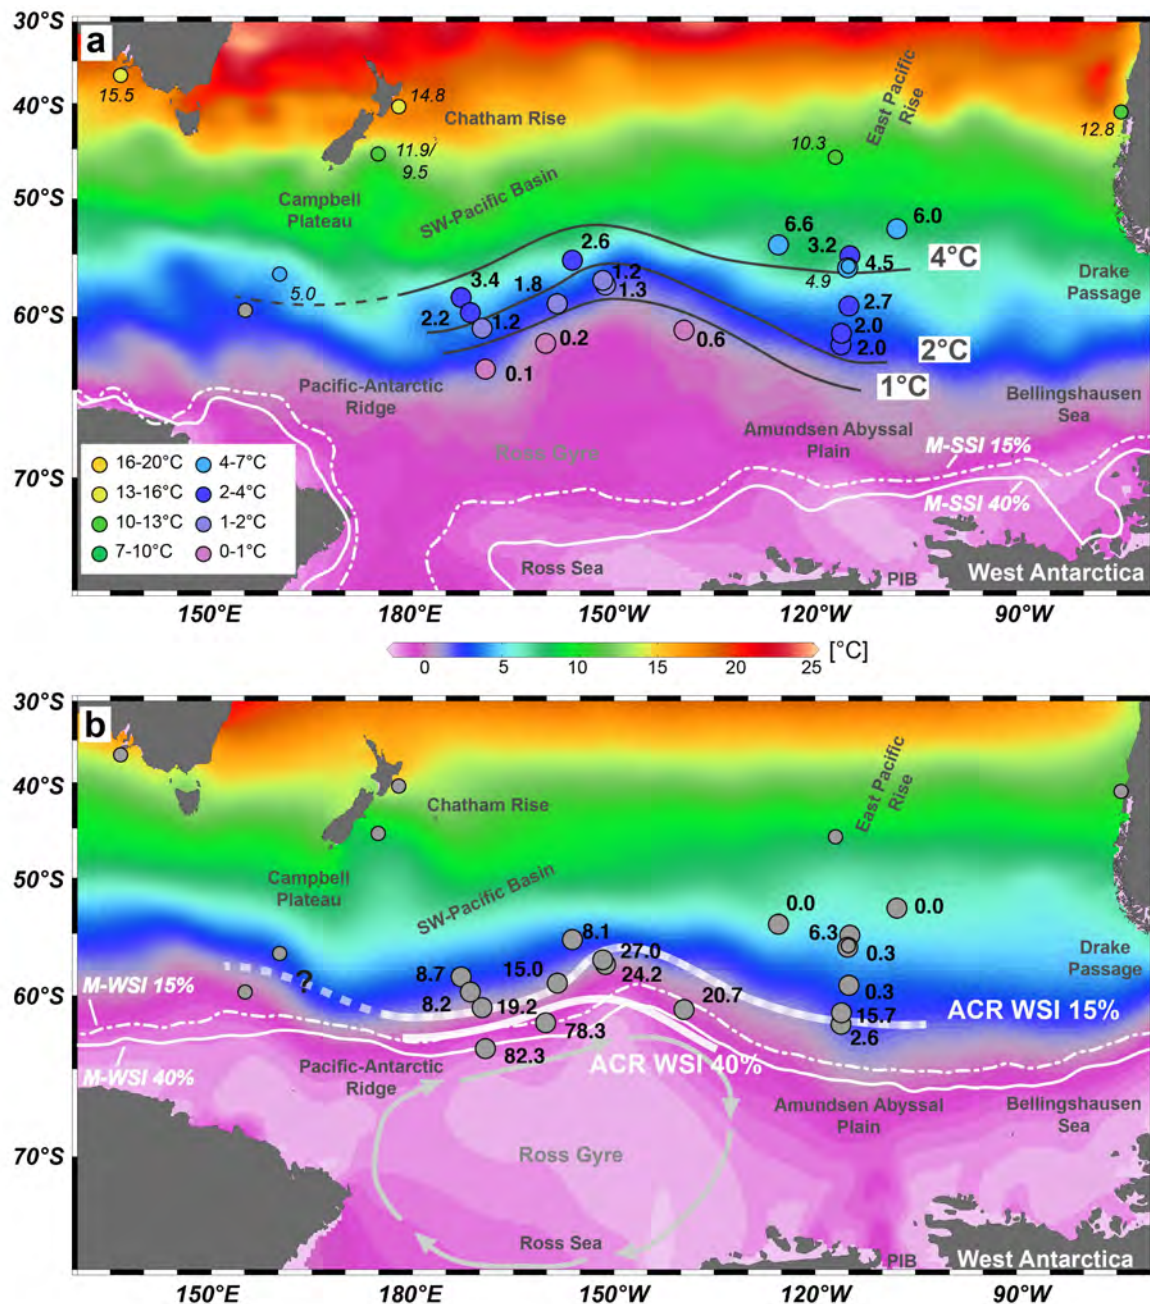 30°S
a
40°S
50°S
60°S
70°S
15.5
14.8
Chatham Rise
11.9/
9.5
East Pacific
Rise
10.3
12.8
Campbell
Plateau
SW-Pacific Basin
6.6
6.0
3.2
4.5
4.9
4°C
2.6
3.4
1.8
1.2
1.3
5.0
2.2
1.2
0.2
0.1
0.6
2.7
2.0
2.0
2°C
1°C
Drake
Passage
Pacific-Antarctic
Ridge
Bellingshausen
Sea
Amundsen Abyssal
Plain
M-SSI 15%
M-SSI 40%
Ross Gyre
16-20°C
4-7°C
13-16°C
2-4°C
10-13°C
1-2°C
7-10°C
0-1°C
Ross Sea
PIB
West Antarctica
150°E
180°E
150°W
120°W
90°W
0
5
10
15
20
25
[°C]
30°S
b
40°S
50°S
60°S
70°S
Chatham Rise
East Pacific
Rise
Campbell
Plateau
SW-Pacific Basin
0.0
0.0
6.3
0.3
8.1
27.0
24.2
15.0
8.7
?
8.2
19.2
78.3
82.3
20.7
0.3
15.7
2.6
Drake
Passage
ACR WSI 15%
ACR WSI 40%
M-WSI 15%
M-WSI 40%
Pacific-Antarctic
Ridge
Amundsen Abyssal
Plain
Bellingshausen
Sea
Ross Gyre
Ross Sea
PIB
West Antarctica
150°E
180°E
150°W
120°W
90°W